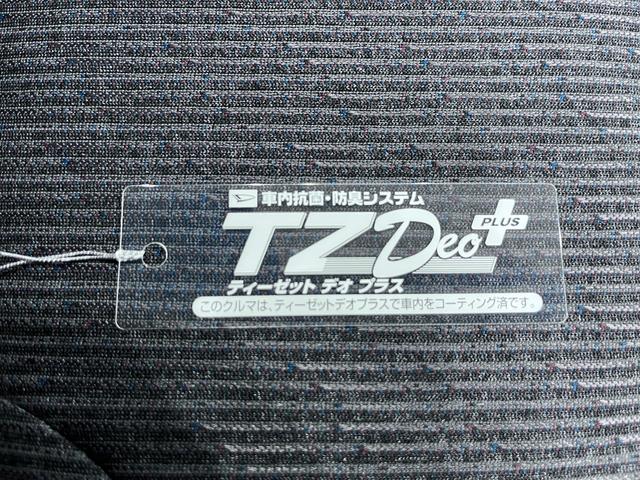 車内抗菌・防臭システム
TZ Deo PLUS
ティーゼット デオ プラス
このクルマは、ティーゼットデオプラスで車内をコーティング済です。